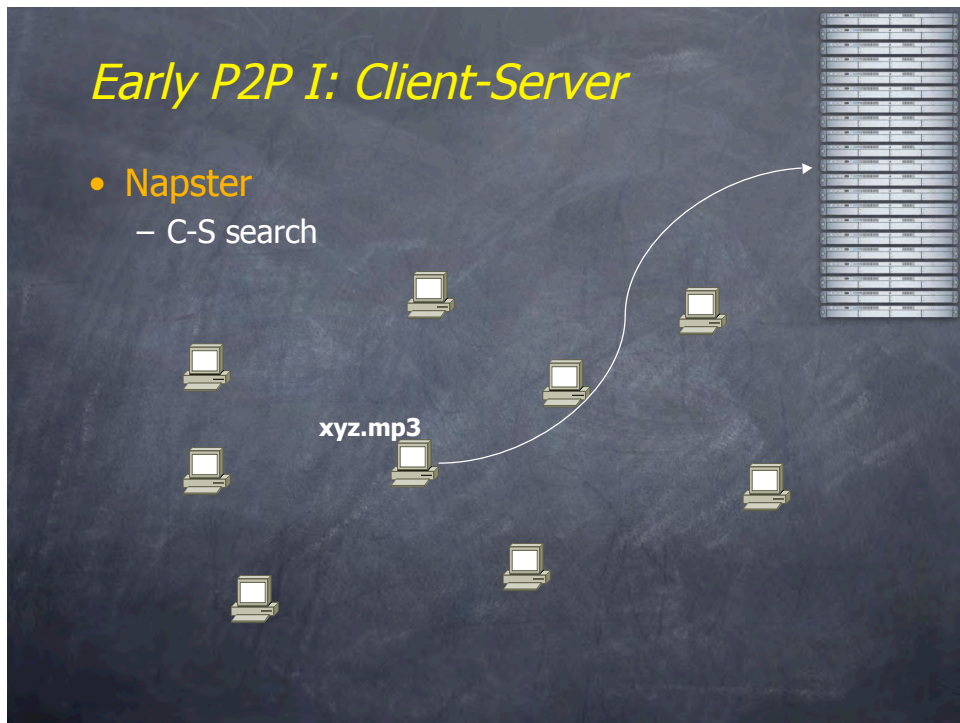 Early P2P I: Client-Server
• Napster
– C-S search
xyz.mp3